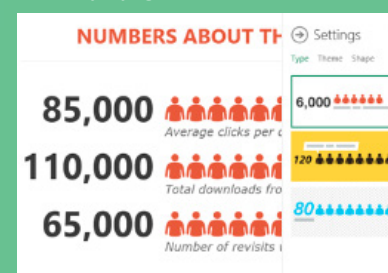 NUMBERS ABOUT TH
85,000
Average clicks per
110,000
Total downloads fro
65,000
Number of revisits
Settings
Type Theme Shape
6,000
120
80